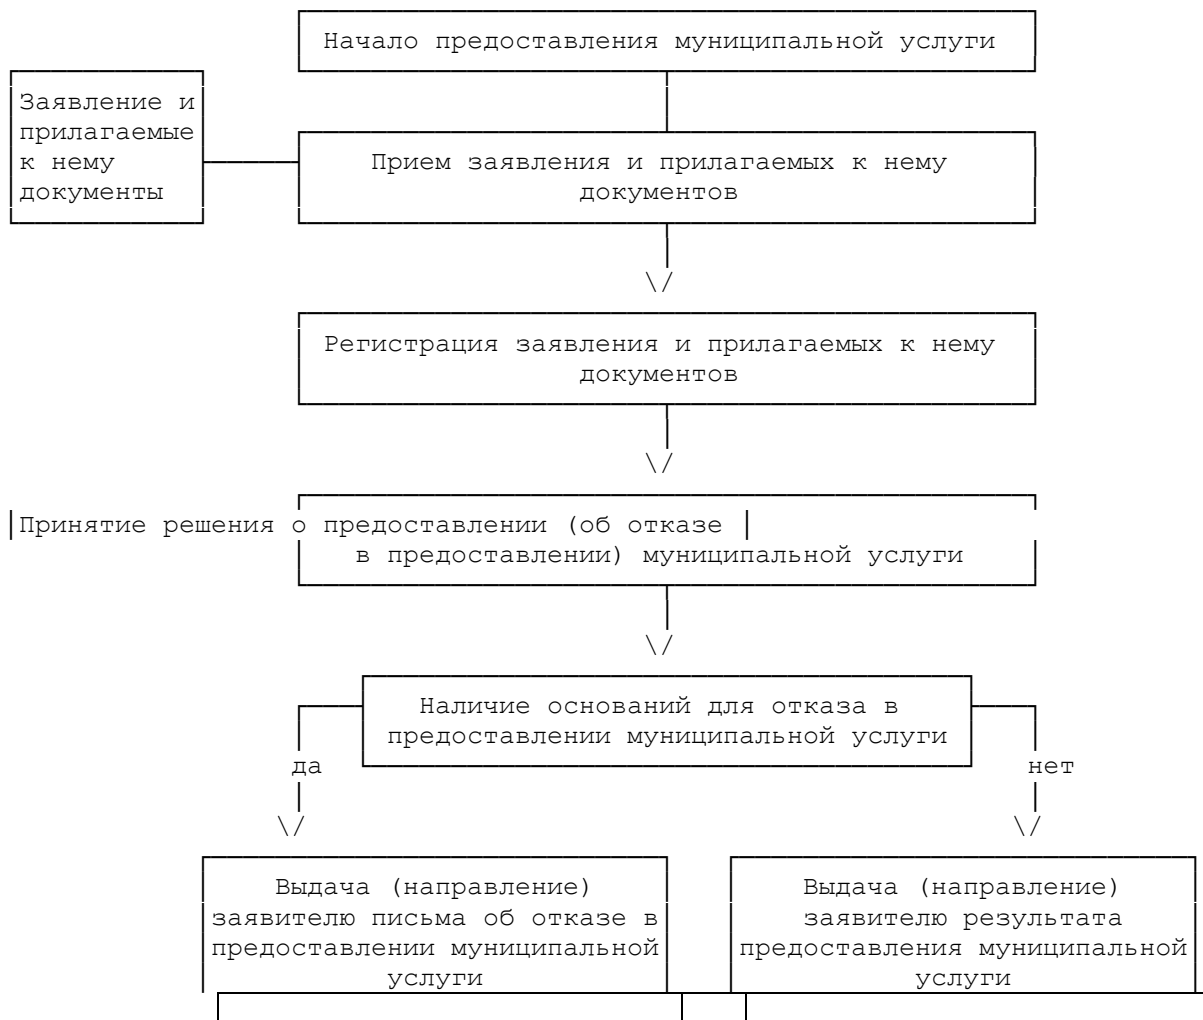 Начало предоставления муниципальной услуги
Заявление и
прилагаемые
к нему
документы
Прием заявления и прилагаемых к нему
документов
\/
Регистрация заявления и прилагаемых к нему
документов
\/
|Принятие решения о предоставлении (об отказе |
в предоставлении) муниципальной услуги
\/
Наличие оснований для отказа в
предоставлении муниципальной услуги
да
нет
\/
\/
Выдача (направление)
заявителю письма об отказе в
предоставлении муниципальной
услуги
Выдача (направление)
заявителю результата
предоставления муниципальной
услуги